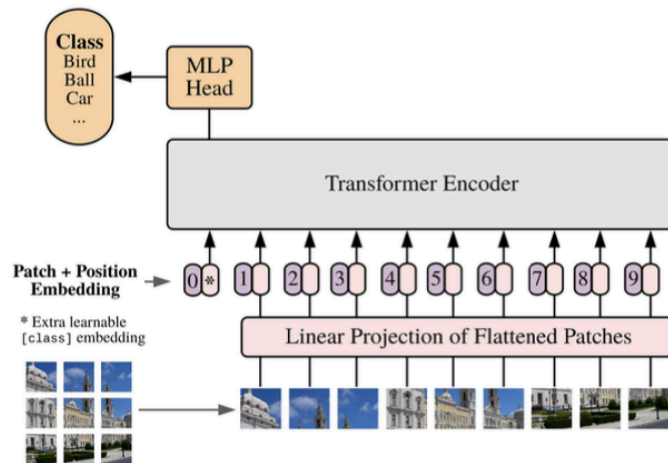 Class
Bird
Ball
Car
...
MLP
Head
Transformer Encoder
Patch + Position
Embedding
0 * 1 2 3 4 5 6 7 8 9
* Extra learnable
[class] embedding
Linear Projection of Flattened Patches